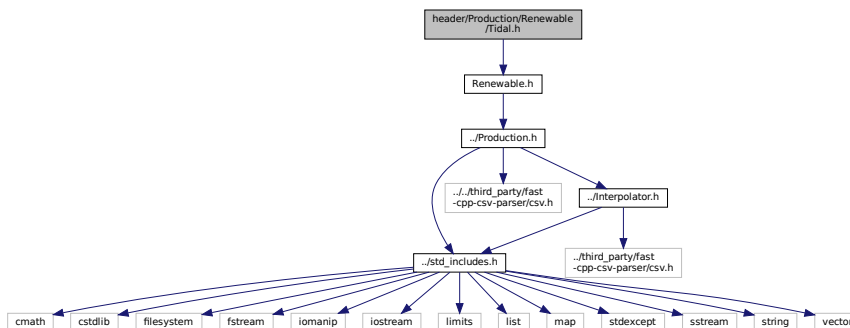 header/Production/Renewable
/Tidal.h
Renewable.h
../Production.h
../../third_party/fast
-cpp-csv-parser/csv.h
../Interpolator.h
../third_party/fast
-cpp-csv-parser/csv.h
../std_includes.h
cmath
cstdlib
filesystem
fstream
iomanip
iostream
limits
list
map
stdexcept
sstream
string
vector